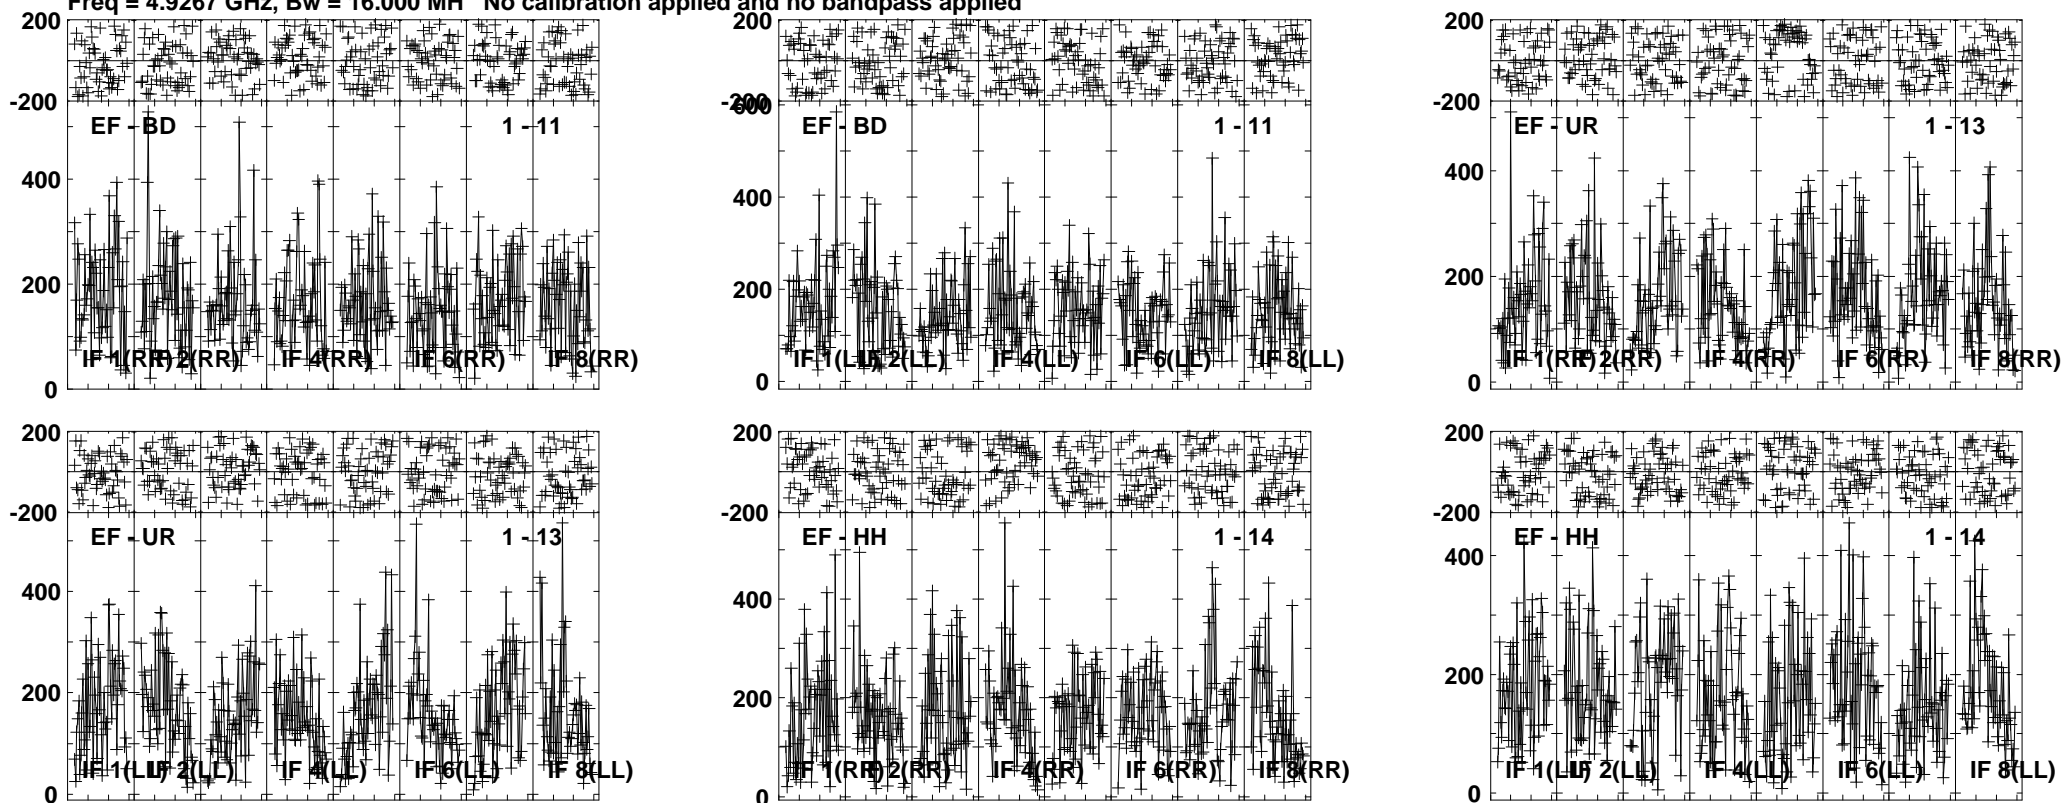 Freq = 4.9267 GHz, Bw = 16.000 MH No calibration applied and no bandpass applied
200
-200
EF - BD 1 - 11
400
200
0
IF 1(RR) IF 2(RR) IF 4(RR) IF 6(RR) IF 8(RR)
-200
600
EF - BD 1 - 11
400
200
0
IF 1(LL) IF 2(LL) IF 4(LL) IF 6(LL) IF 8(LL)
200
-200
EF - UR 1 - 13
400
200
0
IF 1(RR) IF 2(RR) IF 4(RR) IF 6(RR) IF 8(RR)
200
-200
EF - UR 1 - 13
400
200
0
IF 1(LL) IF 2(LL) IF 4(LL) IF 6(LL) IF 8(LL)
200
-200
EF - HH 1 - 14
400
200
0
IF 1(RR) IF 2(RR) IF 4(RR) IF 6(RR) IF 8(RR)
200
-200
EF - HH 1 - 14
400
200
0
IF 1(LL) IF 2(LL) IF 4(LL) IF 6(LL) IF 8(LL)